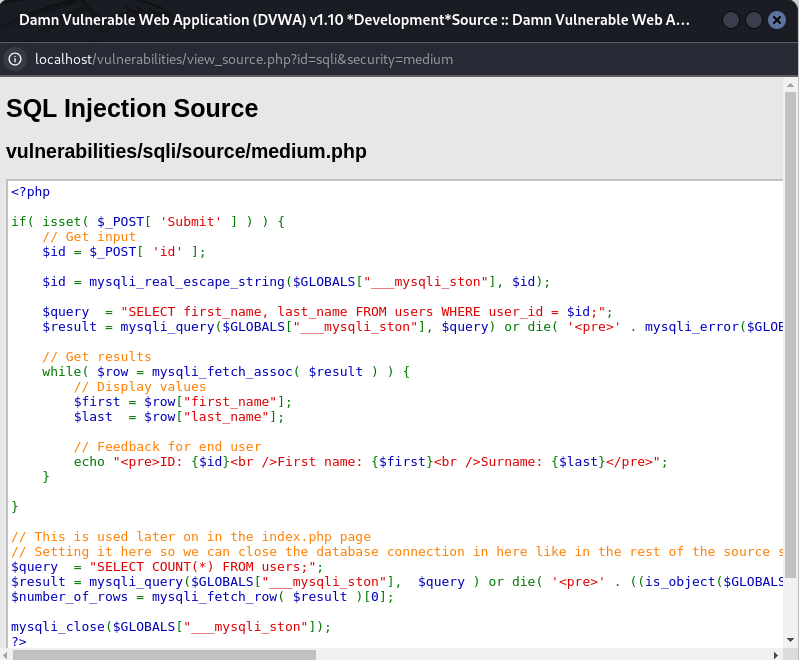 Damn Vulnerable Web Application (DVWA) v1.10 *Development*Source :: Damn Vulnerable Web A…
localhost/vulnerabilities/view_source.php?id=sqli&security=medium
SQL Injection Source
vulnerabilities/sqli/source/medium.php
<?php
if( isset( $_POST[ 'Submit' ] ) ) {
    // Get input
    $id = $_POST[ 'id' ];
    $id = mysqli_real_escape_string($GLOBALS["___mysqli_ston"], $id);
    $query  = "SELECT first_name, last_name FROM users WHERE user_id = $id;";
    $result = mysqli_query($GLOBALS["___mysqli_ston"], $query) or die( '<pre>' . mysqli_error($GLOB
    // Get results
    while( $row = mysqli_fetch_assoc( $result ) ) {
        // Display values
        $first = $row["first_name"];
        $last  = $row["last_name"];
        // Feedback for end user
        echo "<pre>ID: {$id}<br />First name: {$first}<br />Surname: {$last}</pre>";
    }
}
// This is used later on in the index.php page
// Setting it here so we can close the database connection in here like in the rest of the source s
$query  = "SELECT COUNT(*) FROM users;";
$result = mysqli_query($GLOBALS["___mysqli_ston"],  $query ) or die( '<pre>' . ((is_object($GLOBALS
$number_of_rows = mysqli_fetch_row( $result )[0];
mysqli_close($GLOBALS["___mysqli_ston"]);
?>